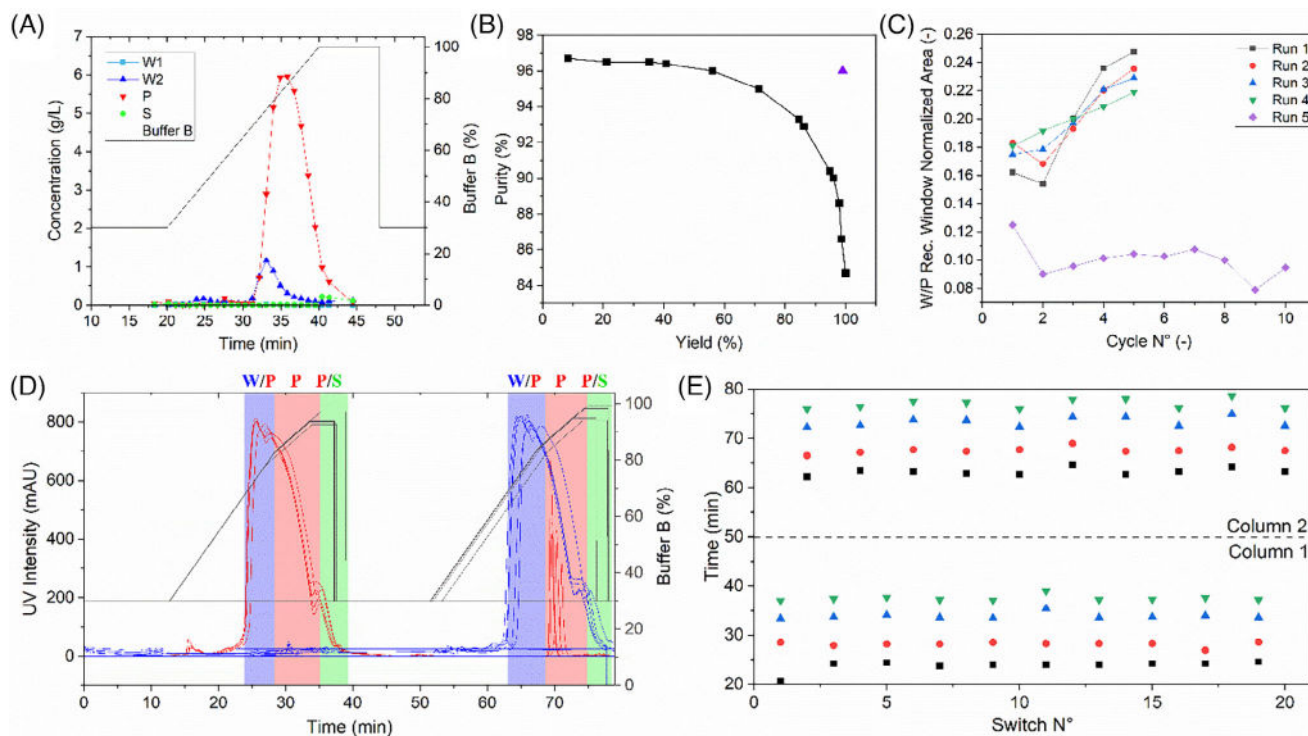 (A)
7
6
5
4
3
2
1
0
Concentration (g/L)
W1
W2
P
S
Buffer B
100
80
60
40
20
0
Buffer B (%)
10 15 20 25 30 35 40 45 50
Time (min)
(B)
98
96
94
92
90
88
86
84
Purity (%)
0 20 40 60 80 100
Yield (%)
(C)
0.26
0.24
0.22
0.20
0.18
0.16
0.14
0.12
0.10
0.08
W/P Rec. Window Normalized Area (-)
Run 1
Run 2
Run 3
Run 4
Run 5
0 2 4 6 8 10
Cycle N° (-)
(D)
W/P P P/S W/P P P/S
800
600
400
200
0
UV Intensity (mAU)
100
80
60
40
20
0
Buffer B (%)
0 10 20 30 40 50 60 70
Time (min)
(E)
80
70
60
50
40
30
20
Time (min)
Column 2
Column 1
0 5 10 15 20
Switch N°